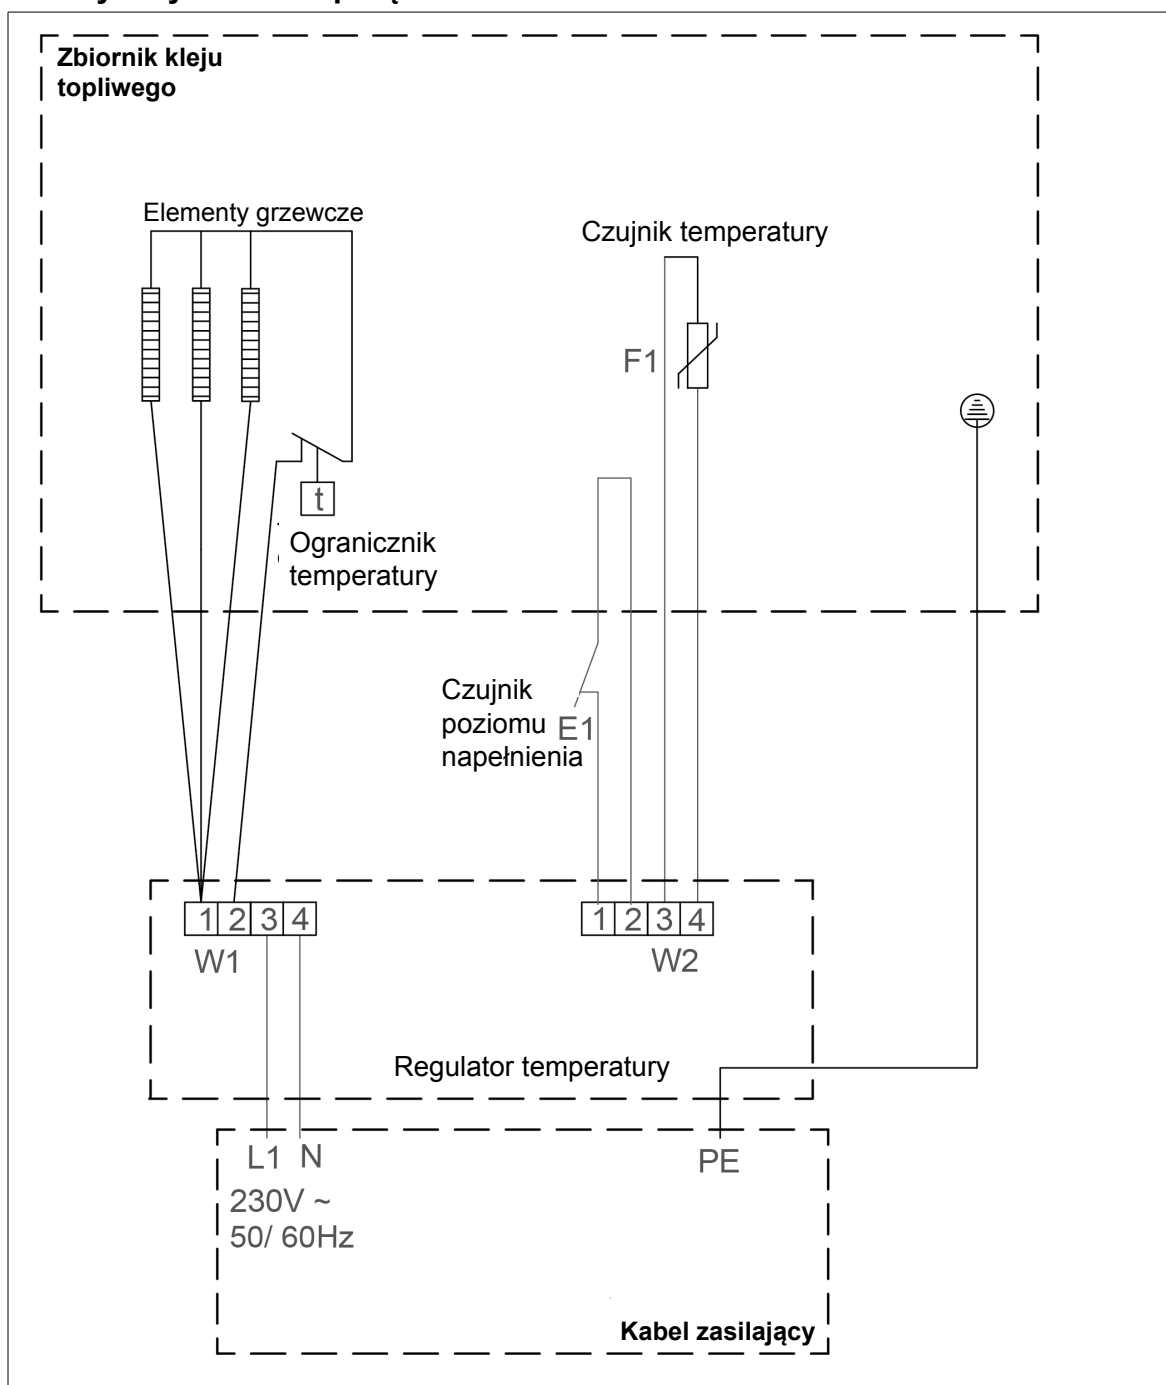 Zbiornik kleju
topliwego
Elementy grzewcze
Czujnik temperatury
F1
t
Ogranicznik
temperatury
Czujnik
poziomu
napełnienia
E1
1 2 3 4
W1
1 2 3 4
W2
Regulator temperatury
L1 N
PE
230V ~
50/ 60Hz
Kabel zasilający